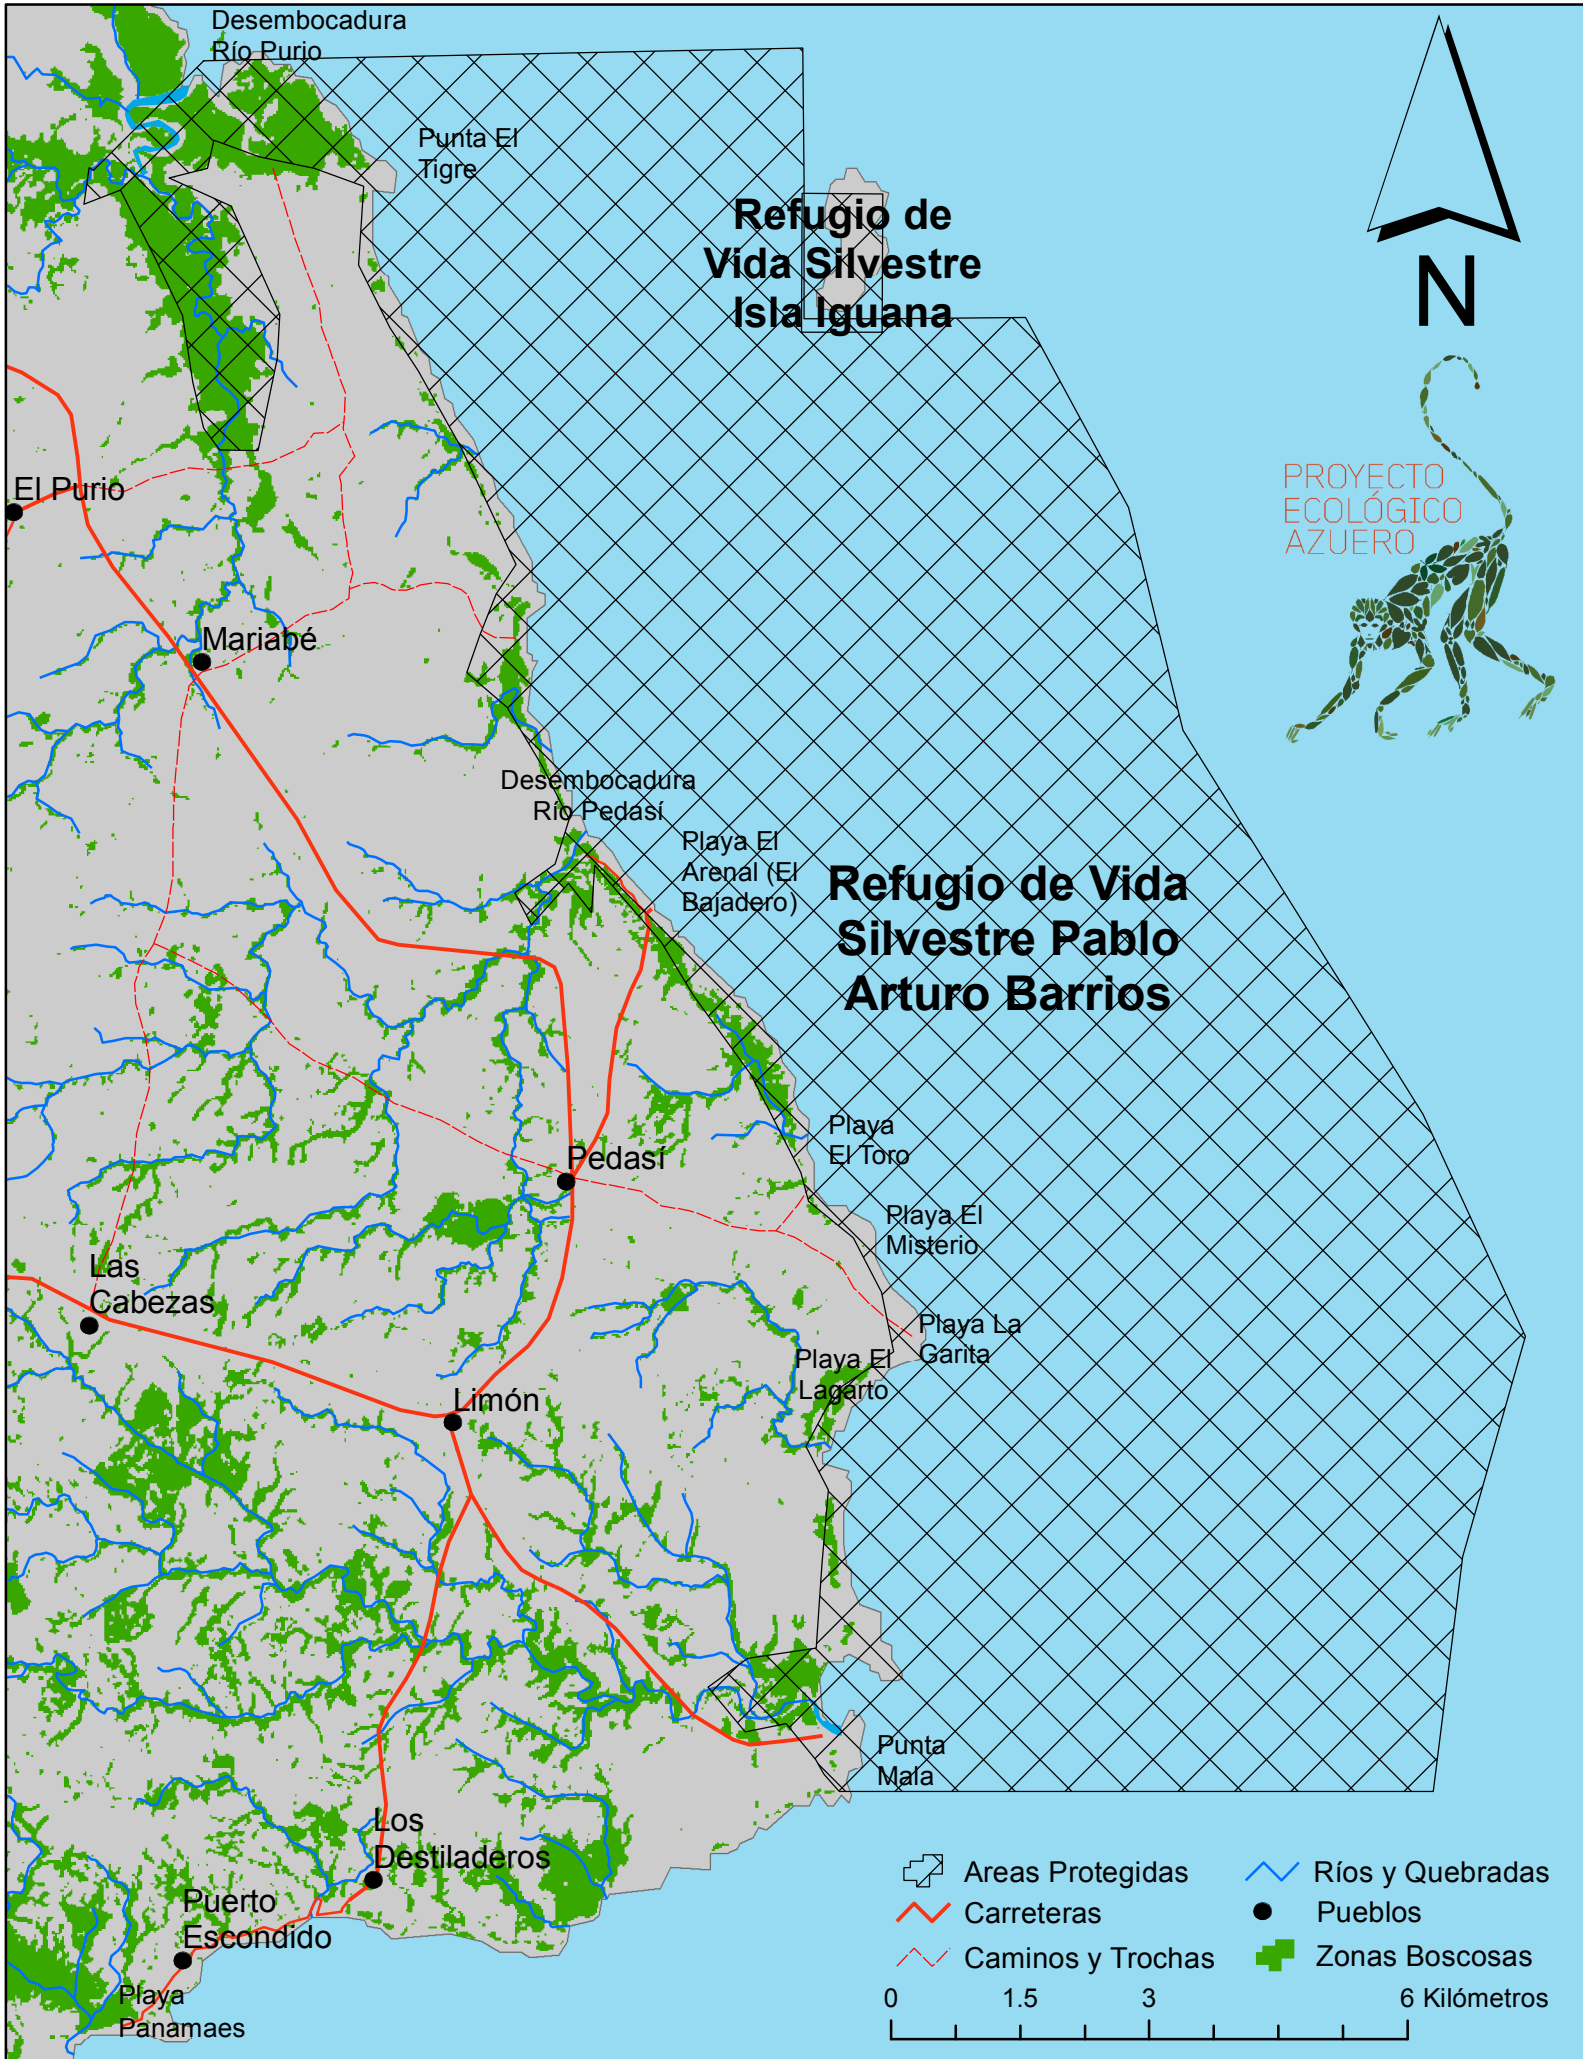 Desembocadura
Río Purio
Punta El
Tigre
Refugio de
Vida Silvestre
Isla Iguana
N
PROYECTO
ECOLÓGICO
AZUERO
El Purio
Mariabé
Desembocadura
Río Pedasí
Playa El
Arenal (El
Bajadero)
Refugio de Vida
Silvestre Pablo
Arturo Barrios
Playa
El Toro
Pedasí
Playa El
Misterio
Las
Cabezas
Playa La
Garita
Playa El
Lagarto
Limón
Punta
Mala
Los
Destiladeros
Puerto
Escondido
Playa
Panamaes
Areas Protegidas
Ríos y Quebradas
Carreteras
Pueblos
Caminos y Trochas
Zonas Boscosas
0 1.5 3 6 Kilómetros